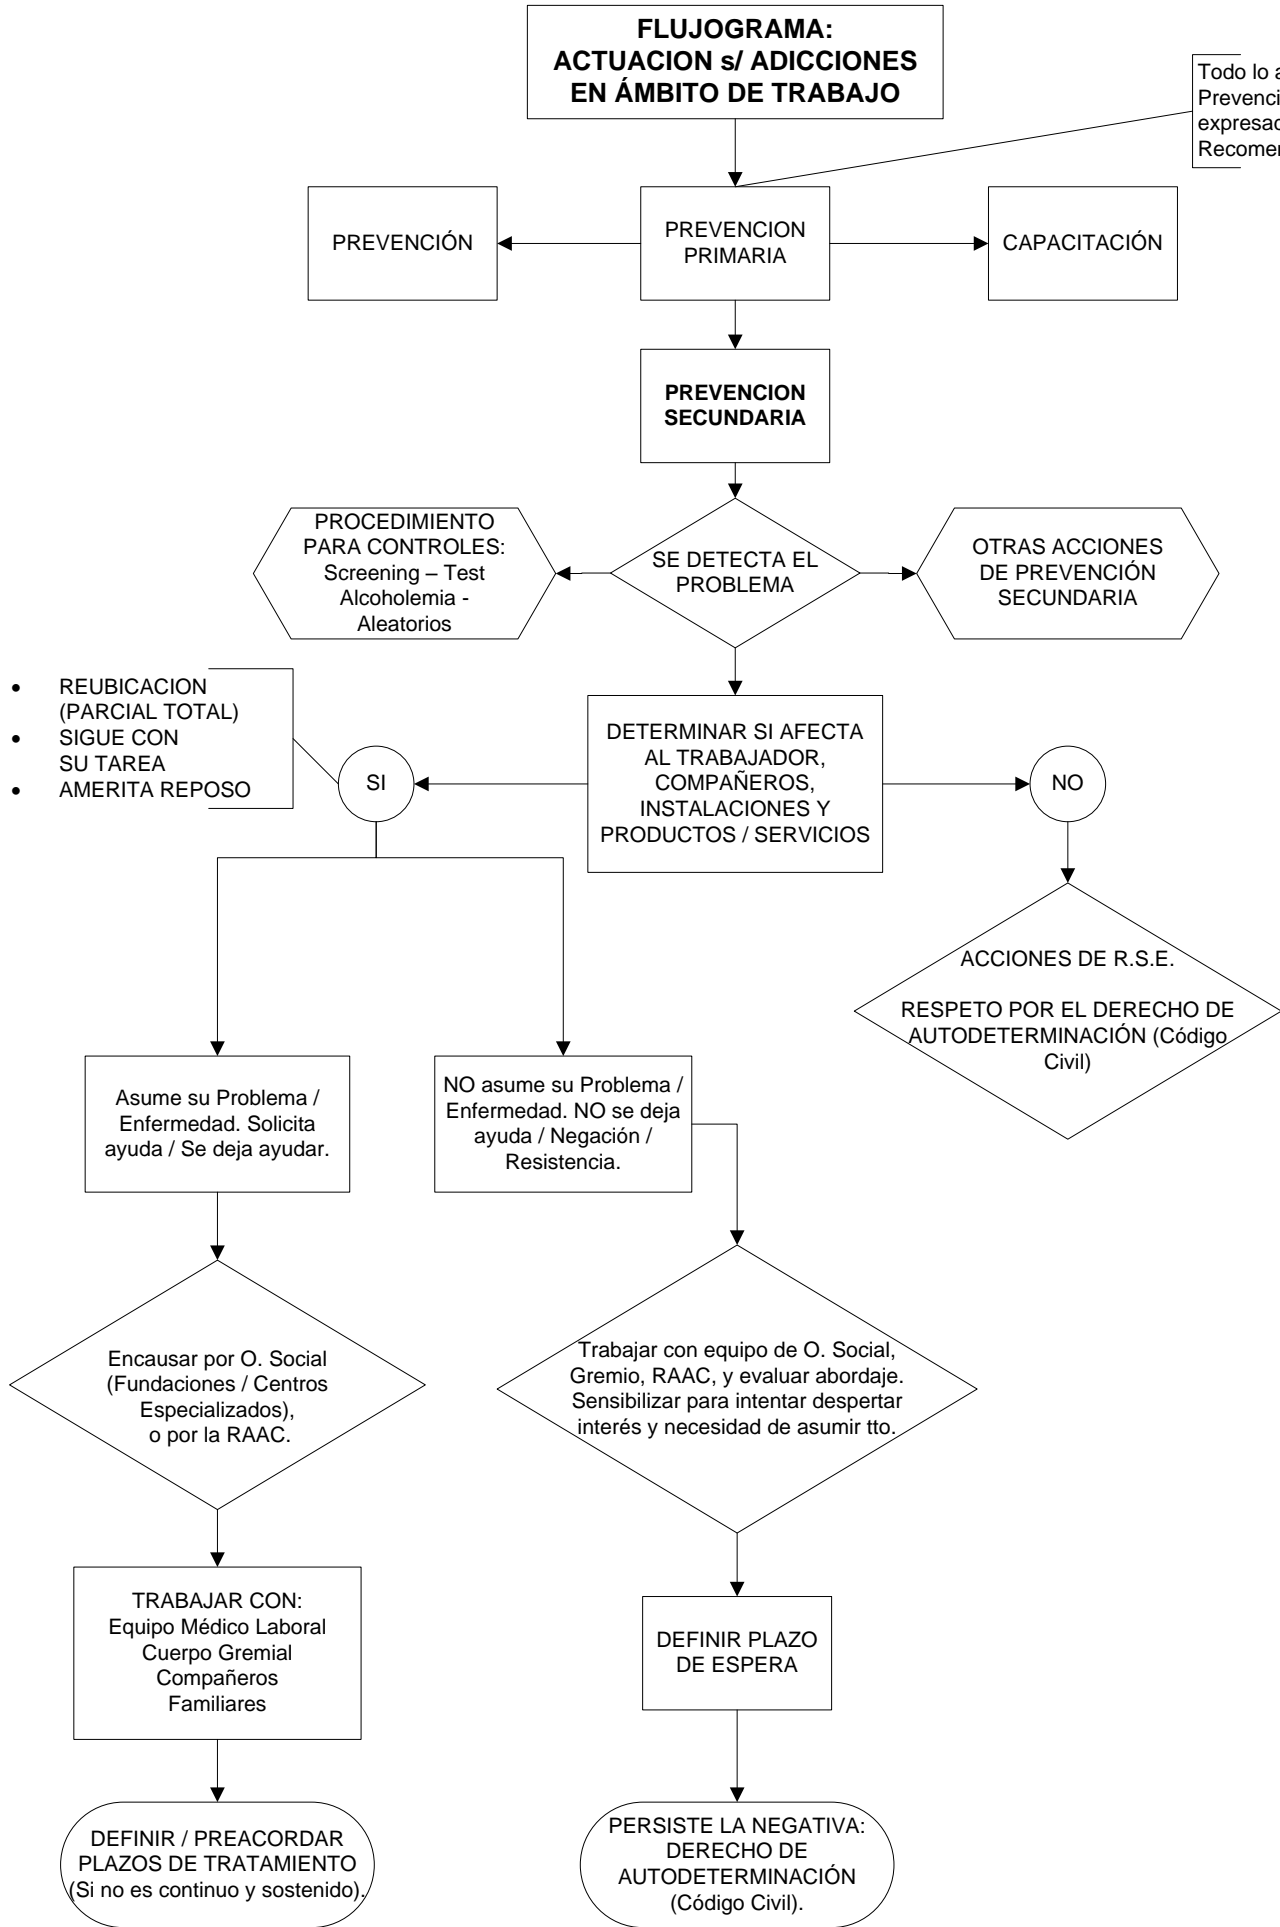 FLUJOGRAMA:
ACTUACION s/ ADICCIONES
EN ÁMBITO DE TRABAJO
Todo lo
PREVENCIÓN
PREVENCION
PRIMARIA
CAPACITACIÓN
PREVENCION
SECUNDARIA
PROCEDIMIENTO
PARA CONTROLES:
Screening – Test
Alcoholemia -
Aleatorios
SE DETECTA EL
PROBLEMA
OTRAS ACCIONES
DE PREVENCIÓN
SECUNDARIA
• REUBICACION
(PARCIAL TOTAL)
• SIGUE CON
SU TAREA
• AMERITA REPOSO
SI
DETERMINAR SI AFECTA
AL TRABAJADOR,
COMPAÑEROS,
INSTALACIONES Y
PRODUCTOS / SERVICIOS
NO
ACCIONES DE R.S.E.
RESPETO POR EL DERECHO DE
AUTODETERMINACIÓN (Código
Civil)
Asume su Problema /
Enfermedad. Solicita
ayuda / Se deja ayudar.
NO asume su Problema /
Enfermedad. NO se deja
ayuda / Negación /
Resistencia.
Encausar por O. Social
(Fundaciones / Centros
Especializados),
o por la RAAC.
Trabajar con equipo de O. Social,
Gremio, RAAC, y evaluar abordaje.
Sensibilizar para intentar despertar
interés y necesidad de asumir tto.
TRABAJAR CON:
Equipo Médico Laboral
Cuerpo Gremial
Compañeros
Familiares
DEFINIR PLAZO
DE ESPERA
DEFINIR / PREACORDAR
PLAZOS DE TRATAMIENTO
(Si no es continuo y sostenido).
PERSISTE LA NEGATIVA:
DERECHO DE
AUTODETERMINACIÓN
(Código Civil).